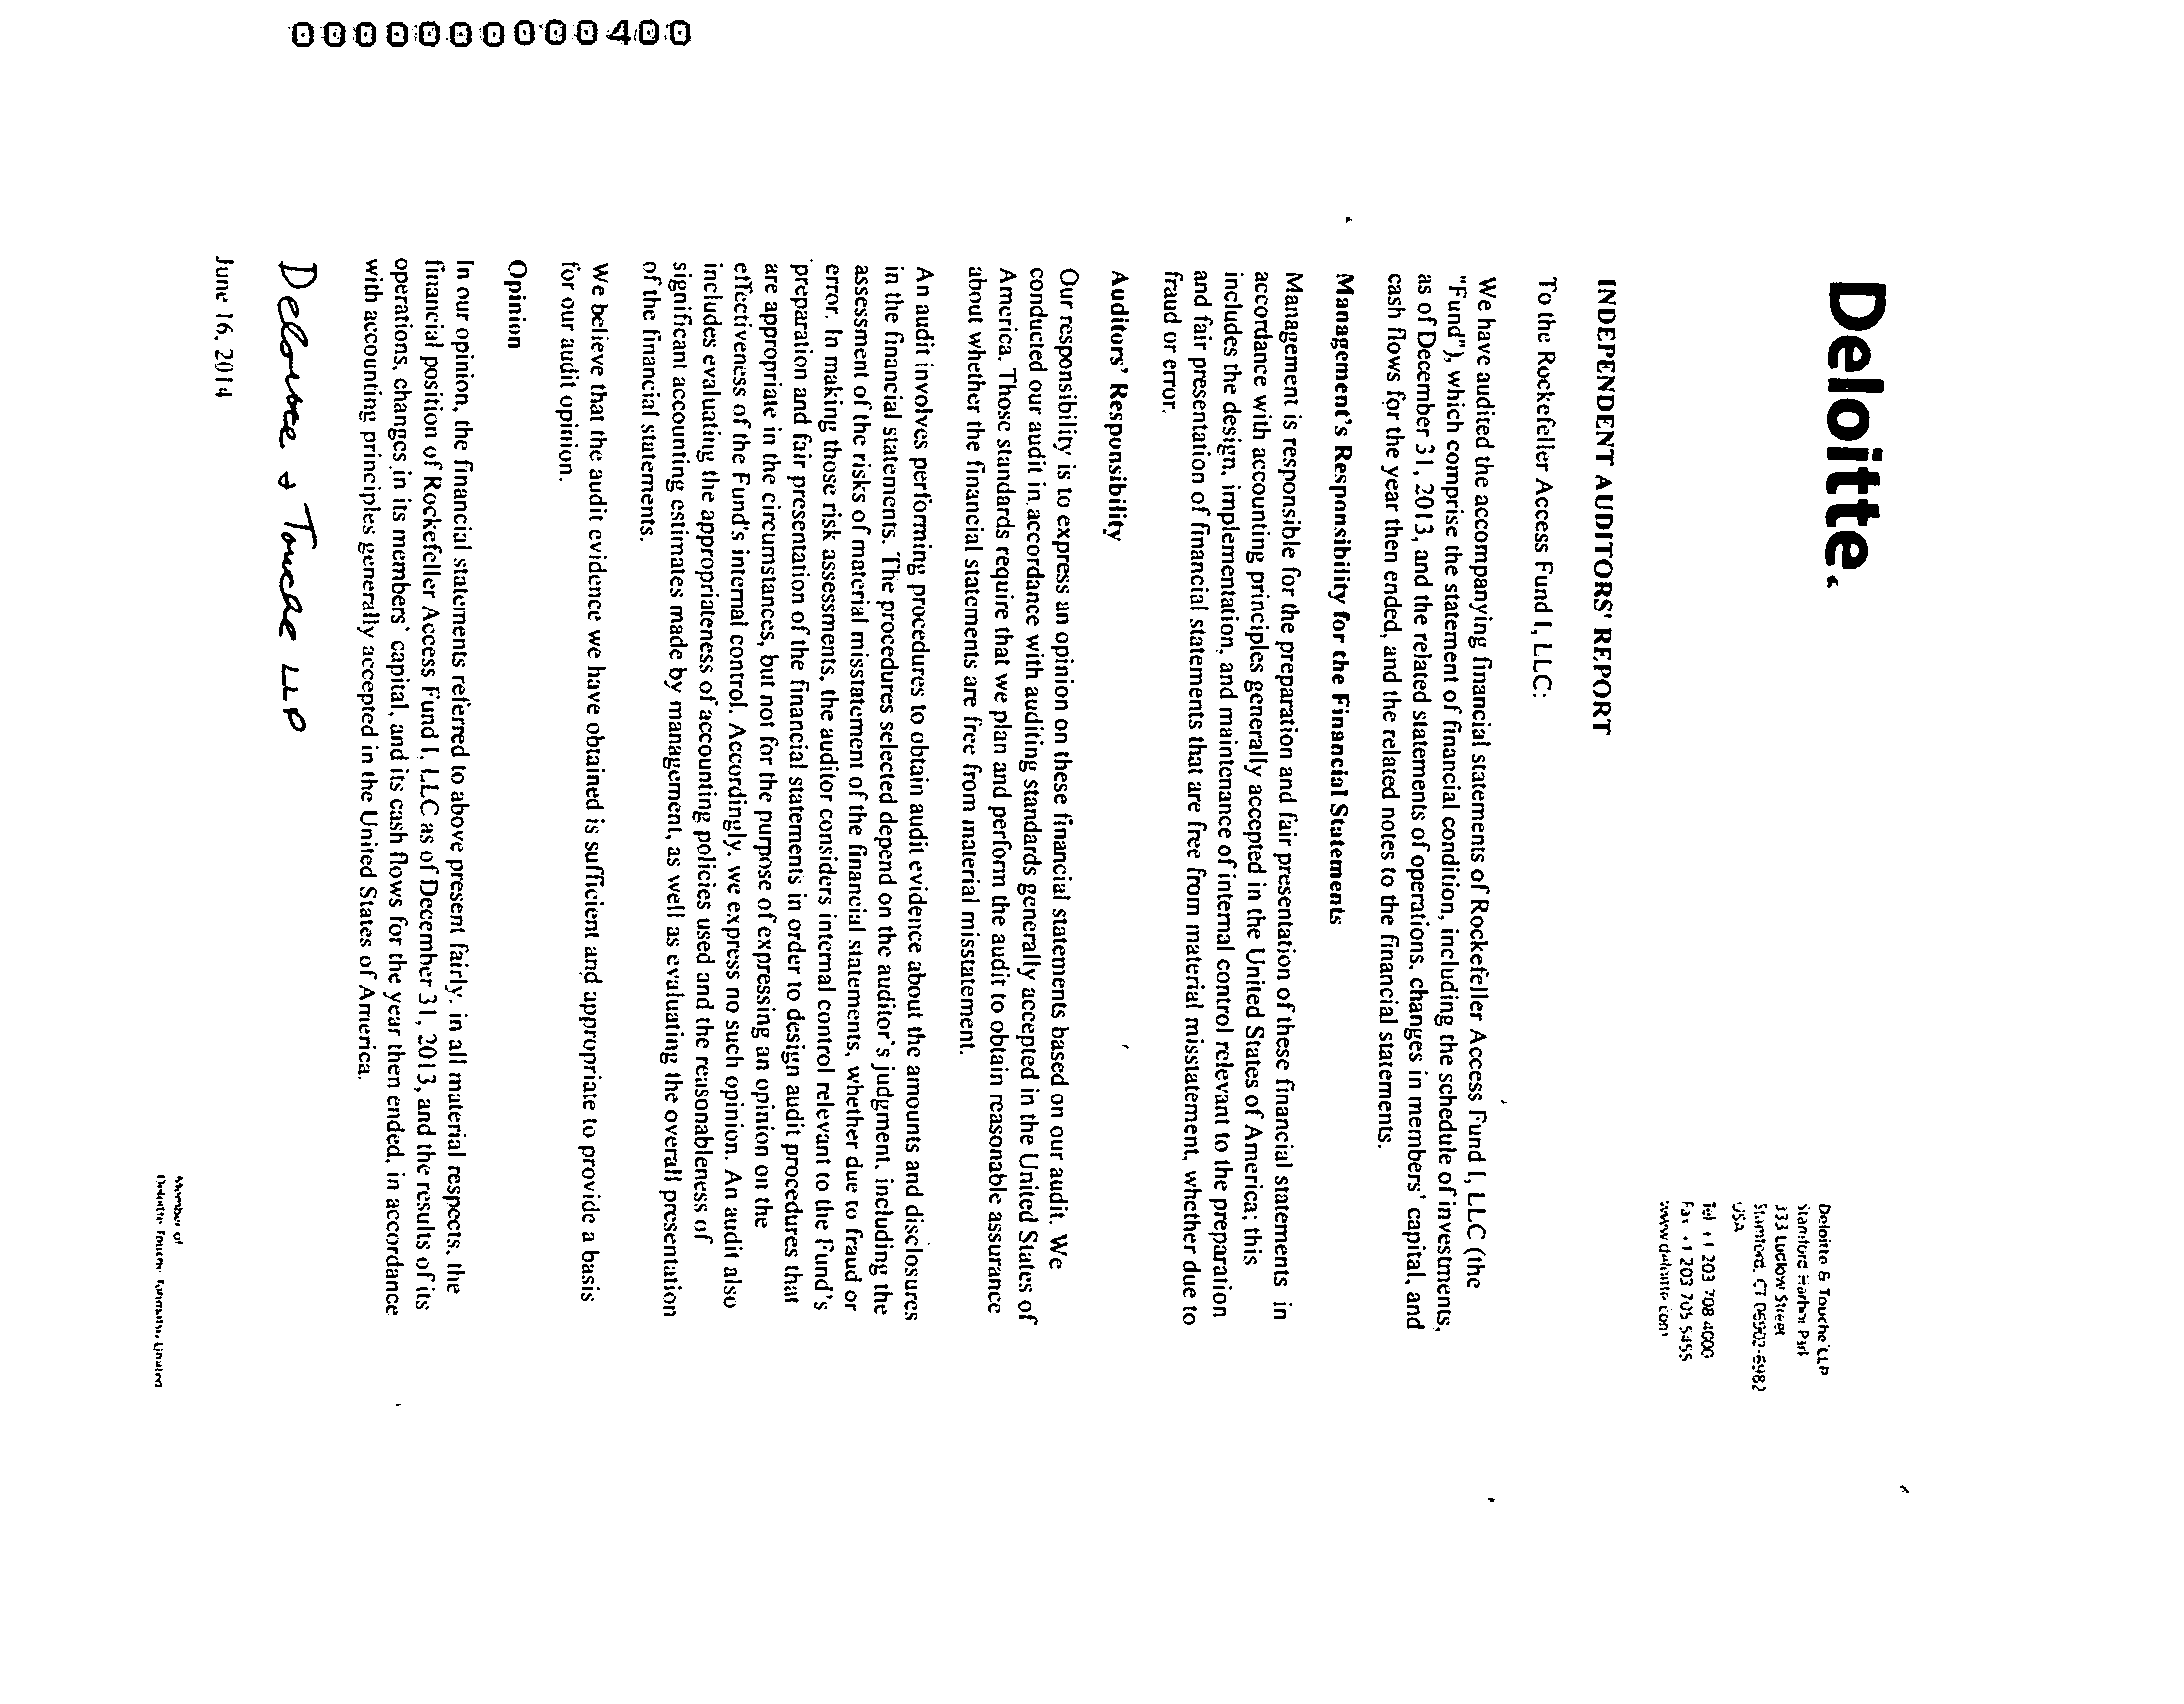 0000000000400
Deloitte.
Deloitte & Touche LLP
Stamford Harbor Park
333 Ludlow Street
Stamford, CT 06902-6982
USA
Tel +1 203 708 4000
Fax +1 203 705 5455
www.deloitte.com
INDEPENDENT AUDITORS' REPORT
To the Rockefeller Access Fund I, LLC:
We have audited the accompanying financial statements of Rockefeller Access Fund I, LLC (the
"Fund"), which comprise the statement of financial condition, including the schedule of investments,
as of December 31, 2013, and the related statements of operations, changes in members' capital, and
cash flows for the year then ended, and the related notes to the financial statements.
Management's Responsibility for the Financial Statements
Management is responsible for the preparation and fair presentation of these financial statements in
accordance with accounting principles generally accepted in the United States of America; this
includes the design, implementation, and maintenance of internal control relevant to the preparation
and fair presentation of financial statements that are free from material misstatement, whether due to
fraud or error.
Auditors' Responsibility
Our responsibility is to express an opinion on these financial statements based on our audit. We
conducted our audit in accordance with auditing standards generally accepted in the United States of
America. Those standards require that we plan and perform the audit to obtain reasonable assurance
about whether the financial statements are free from material misstatement.
An audit involves performing procedures to obtain audit evidence about the amounts and disclosures
in the financial statements. The procedures selected depend on the auditor's judgment, including the
assessment of the risks of material misstatement of the financial statements, whether due to fraud or
error. In making those risk assessments, the auditor considers internal control relevant to the Fund's
preparation and fair presentation of the financial statements in order to design audit procedures that
are appropriate in the circumstances, but not for the purpose of expressing an opinion on the
effectiveness of the Fund's internal control. Accordingly, we express no such opinion. An audit also
includes evaluating the appropriateness of accounting policies used and the reasonableness of
significant accounting estimates made by management, as well as evaluating the overall presentation
of the financial statements.
We believe that the audit evidence we have obtained is sufficient and appropriate to provide a basis
for our audit opinion.
Opinion
In our opinion, the financial statements referred to above present fairly, in all material respects, the
financial position of Rockefeller Access Fund I, LLC as of December 31, 2013, and the results of its
operations, changes in its members' capital, and its cash flows for the year then ended, in accordance
with accounting principles generally accepted in the United States of America.
Deloitte & Touche LLP
June 16, 2014
Member of
Deloitte Touche Tohmatsu Limited